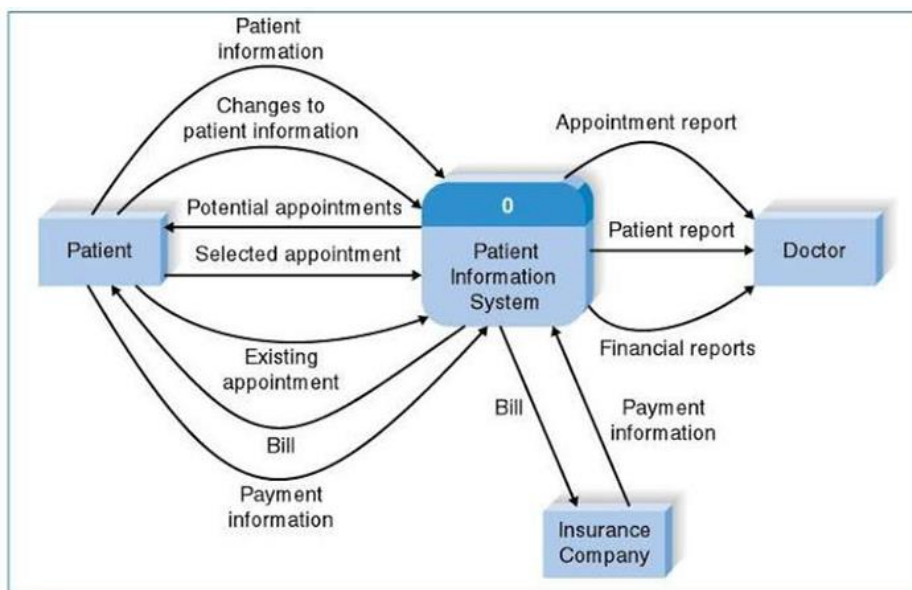 Patient
information
Changes to
patient information
Appointment report
Potential appointments
0
Patient
Selected appointment
Patient
Information
System
Patient report
Doctor
Existing
appointment
Financial reports
Bill
Bill
Payment
information
Payment
information
Insurance
Company